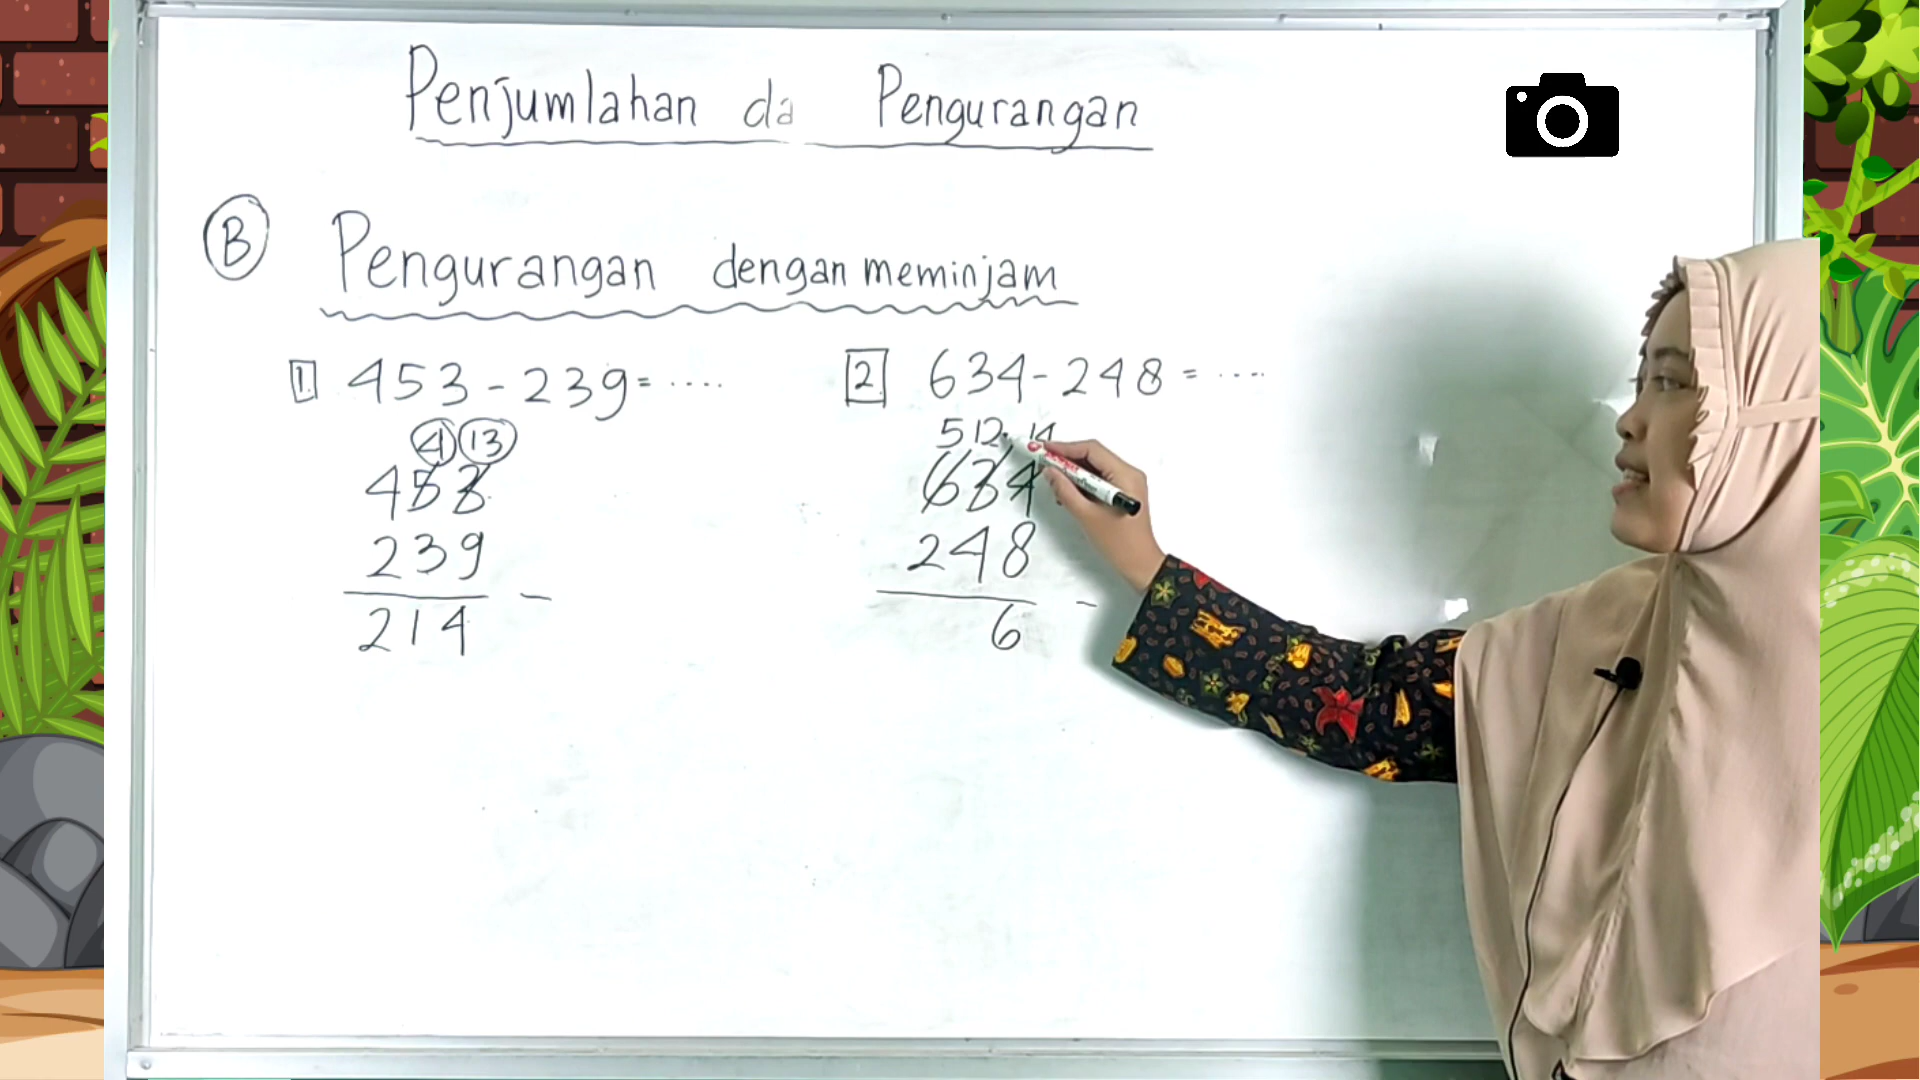 Penjumlahan da Pengurangan
B Pengurangan dengan meminjam
1. 453 - 239 = ....
4 13
453
239 -
214
2 634 - 248 = ....
5 12 14
634
248 -
6